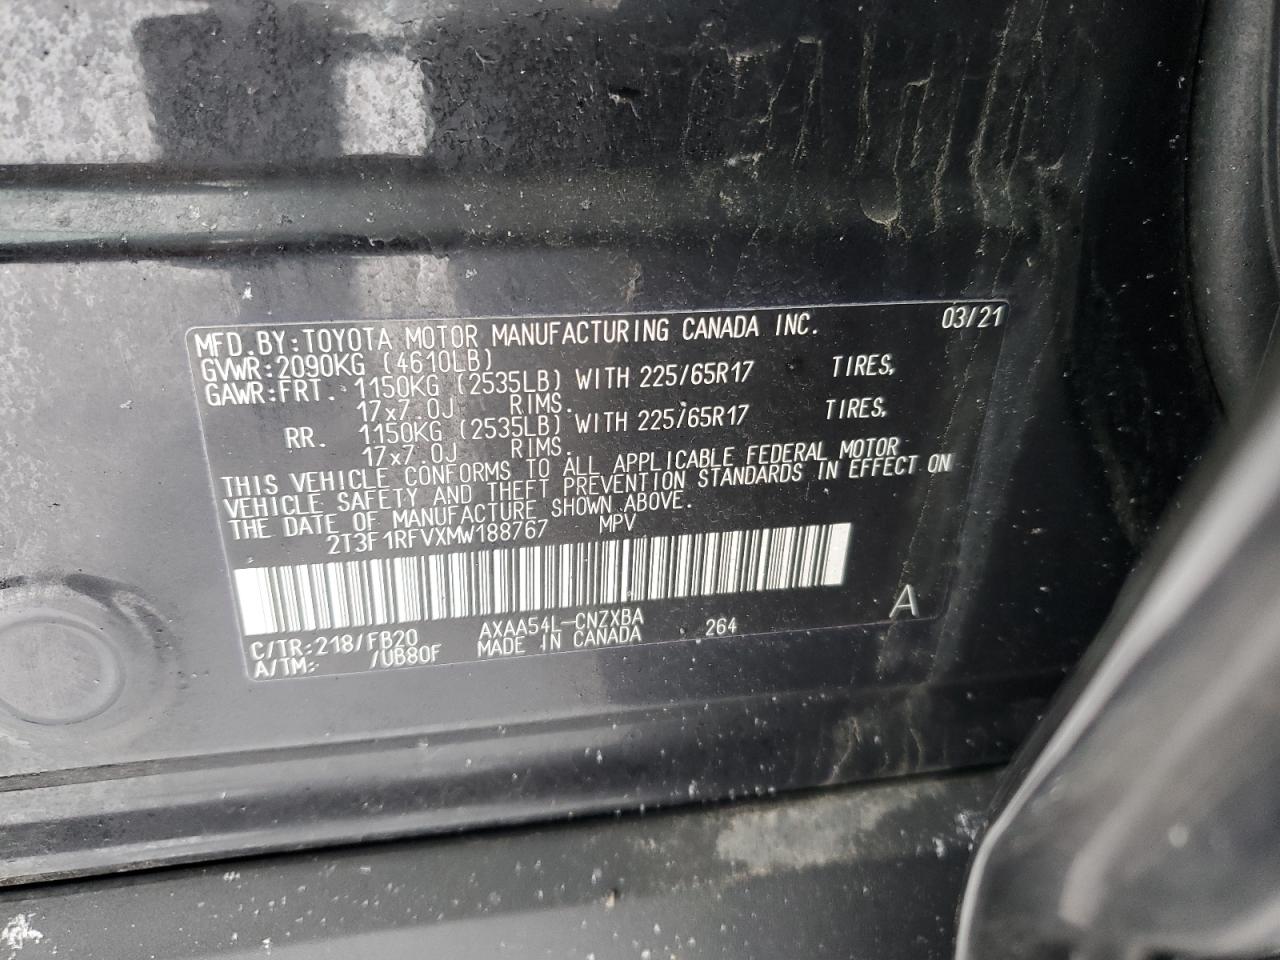 MFD.BY:TOYOTA MOTOR MANUFACTURING CANADA INC. 03/21
GVWR:2090KG (4610LB)
GAWR:FRT. 1150KG (2535LB) WITH 225/65R17 TIRES,
17x7.0J RIMS.
RR. 1150KG (2535LB) WITH 225/65R17 TIRES,
17x7.0J RIMS.
THIS VEHICLE CONFORMS TO ALL APPLICABLE FEDERAL MOTOR
VEHICLE SAFETY AND THEFT PREVENTION STANDARDS IN EFFECT ON
THE DATE OF MANUFACTURE SHOWN ABOVE.
2T3F1RFVXMW188767 MPV
A
C/TR:218/FB20 AXAA54L-CNZXBA 264
A/TM:- /UB80F MADE IN CANADA